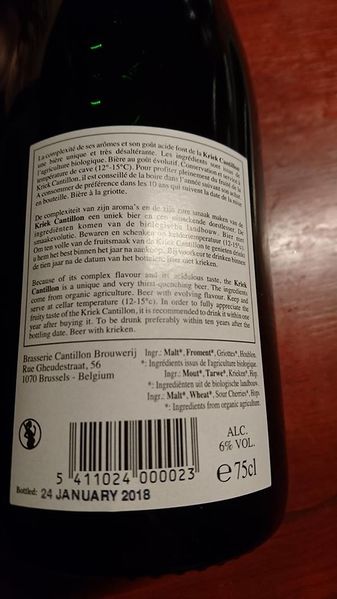 La complexité de ses arômes et son goût acide font de la Kriek Cantillon
une bière unique et très désaltérante. Les ingrédients sont issus de
l'agriculture biologique. Bière au goût évolutif. Conservation et service à
température de cave (12°-15°C). Pour profiter pleinement du fruité de la
Kriek Cantillon, il est conseillé de la boire dans l'année suivant son achat.
A consommer de préférence dans les 10 ans qui suivent la date de la mise
en bouteille. Bière à la griotte.
De complexiteit van zijn aroma's en de zijn zure smaak maken van de
Kriek Cantillon een uniek bier en een dorstlessende. De
ingrediënten komen van de biologische landbouw. Bier met
smaakevolutie. Bewaren en schenken op keldertemperatuur (12-15°c).
Om ten volle van de fruitsmaak van de Kriek Cantillon te genieten, drinken
u hem het best binnen het jaar na aankoop. Bij voorkeur te drinken binnen
de tien jaar na de datum van het bottelen. Bier met krieken.
Because of its complex flavour and its acidulous taste, the Kriek
Cantillon is a unique and very thirst-quenching beer. The ingredients
come from organic agriculture. Beer with evolving flavour. Keep and
serve at cellar temperature (12-15°c). In order to fully appreciate the
fruity taste of the Kriek Cantillon, it is recommended to drink it within one
year after buying it. To be drunk preferably within ten years after the
bottling date. Beer with krieken.
Brasserie Cantillon Brouwerij
Rue Gheudestraat, 56
1070 Brussels - Belgium
Ingr.: Malt*, Froment*, Griottes*, Houblon.
*: Ingrédients issus de l'agriculture biologique.
Ingr.: Mout*, Tarwe*, Krieken*, Hop.
*: Ingrediënten uit de biologische landbouw.
Ingr.: Malt*, Wheat*, Sour Cherries*, Hops.
*: Ingredients from organic agriculture.
ALC.
6% VOL.
5 411024 000023
e 75cl
Bottled: 24 JANUARY 2018